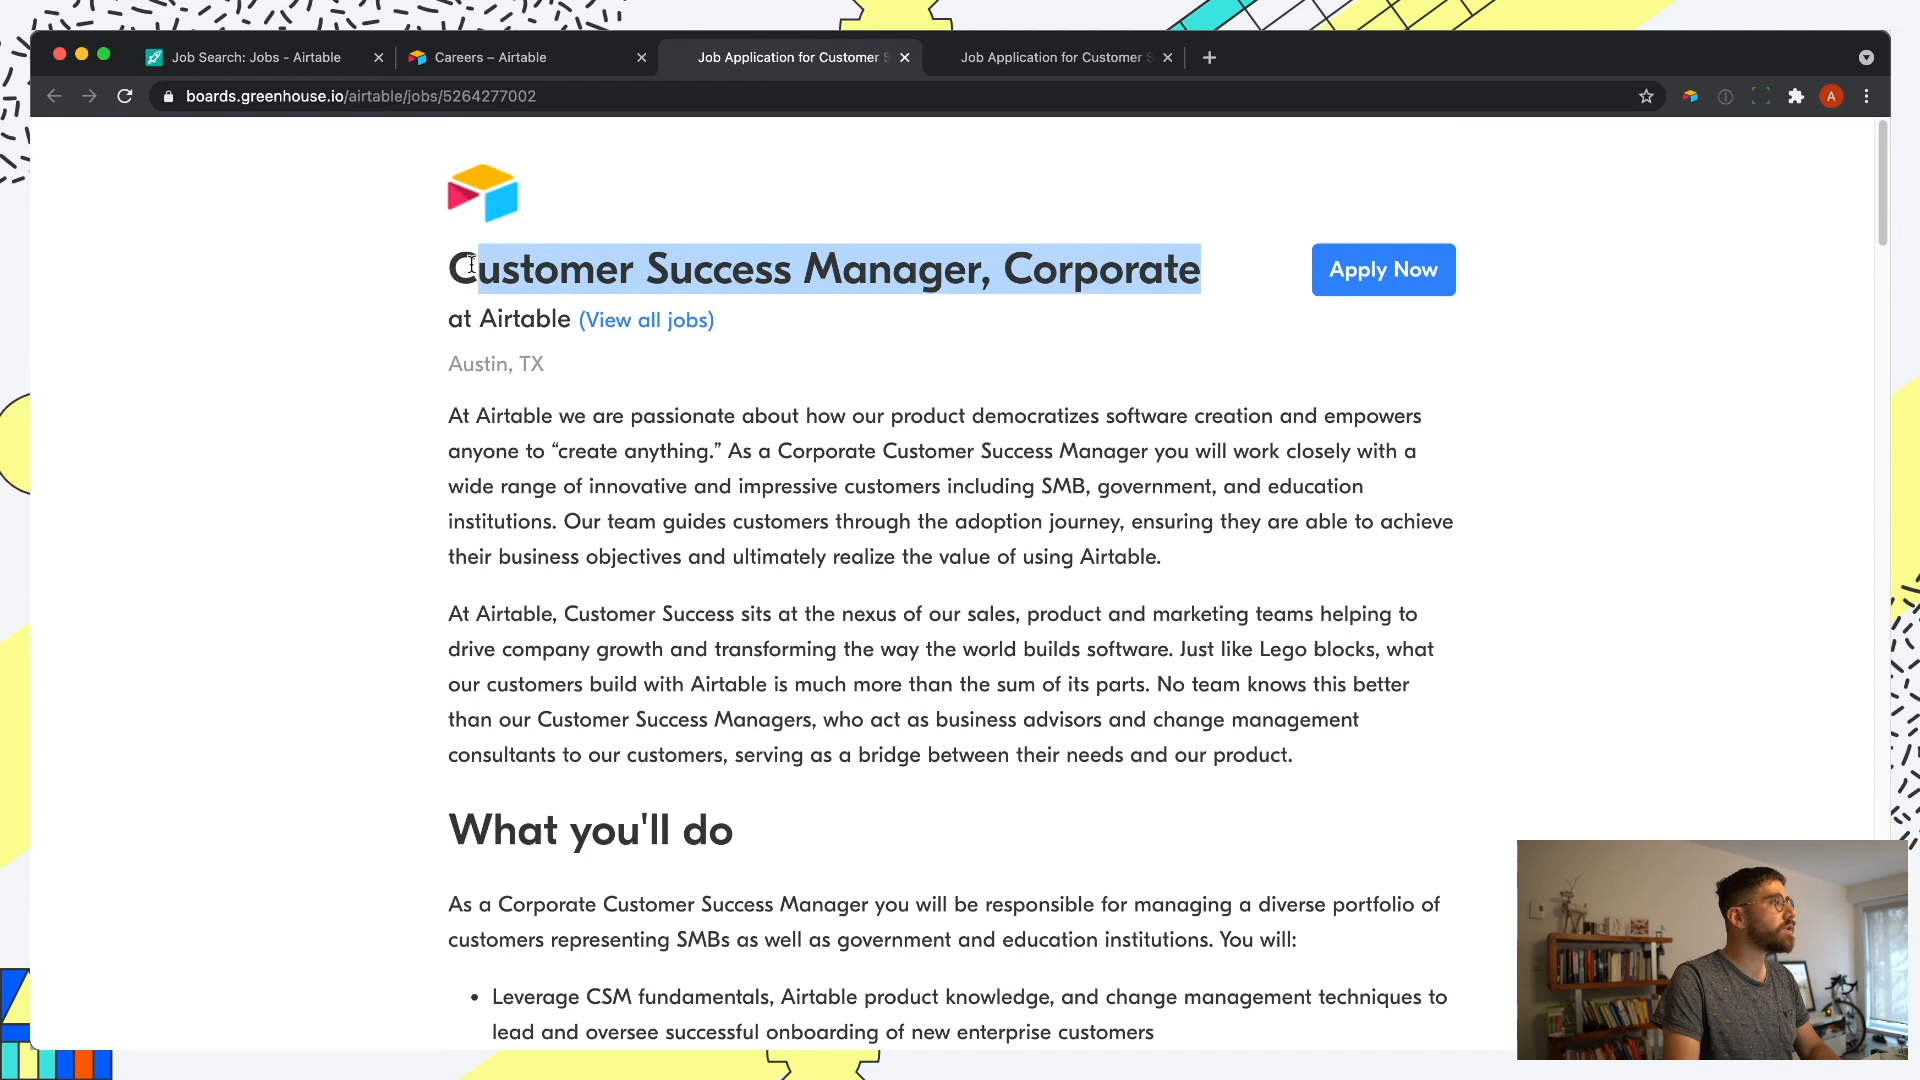 Job Search: Jobs - Airtable
Careers – Airtable
Job Application for Customer S
Job Application for Customer S
boards.greenhouse.io/airtable/jobs/5264277002
A
Customer Success Manager, Corporate
Apply Now
at Airtable (View all jobs)
Austin, TX
At Airtable we are passionate about how our product democratizes software creation and empowers
anyone to “create anything.” As a Corporate Customer Success Manager you will work closely with a
wide range of innovative and impressive customers including SMB, government, and education
institutions. Our team guides customers through the adoption journey, ensuring they are able to achieve
their business objectives and ultimately realize the value of using Airtable.
At Airtable, Customer Success sits at the nexus of our sales, product and marketing teams helping to
drive company growth and transforming the way the world builds software. Just like Lego blocks, what
our customers build with Airtable is much more than the sum of its parts. No team knows this better
than our Customer Success Managers, who act as business advisors and change management
consultants to our customers, serving as a bridge between their needs and our product.
What you'll do
As a Corporate Customer Success Manager you will be responsible for managing a diverse portfolio of
customers representing SMBs as well as government and education institutions. You will:
• Leverage CSM fundamentals, Airtable product knowledge, and change management techniques to
lead and oversee successful onboarding of new enterprise customers